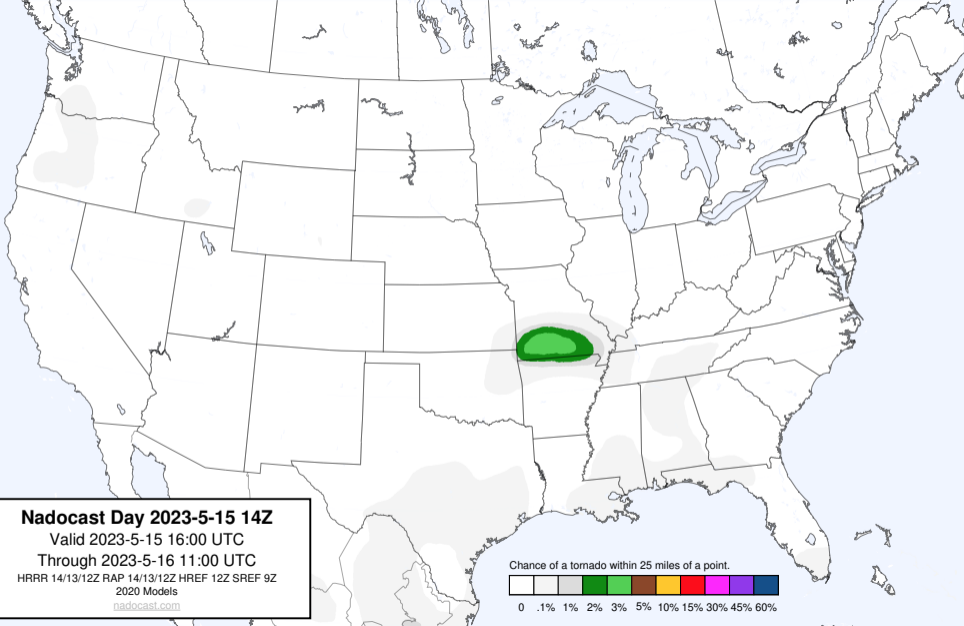 Nadocast Day 2023-5-15 14Z
Valid 2023-5-15 16:00 UTC
Through 2023-5-16 11:00 UTC
HRRR 14/13/12Z RAP 14/13/12Z HREF 12Z SREF 9Z
2020 Models
nadocast.com
Chance of a tornado within 25 miles of a point.
0 .1% 1% 2% 3% 5% 10% 15% 30% 45% 60%